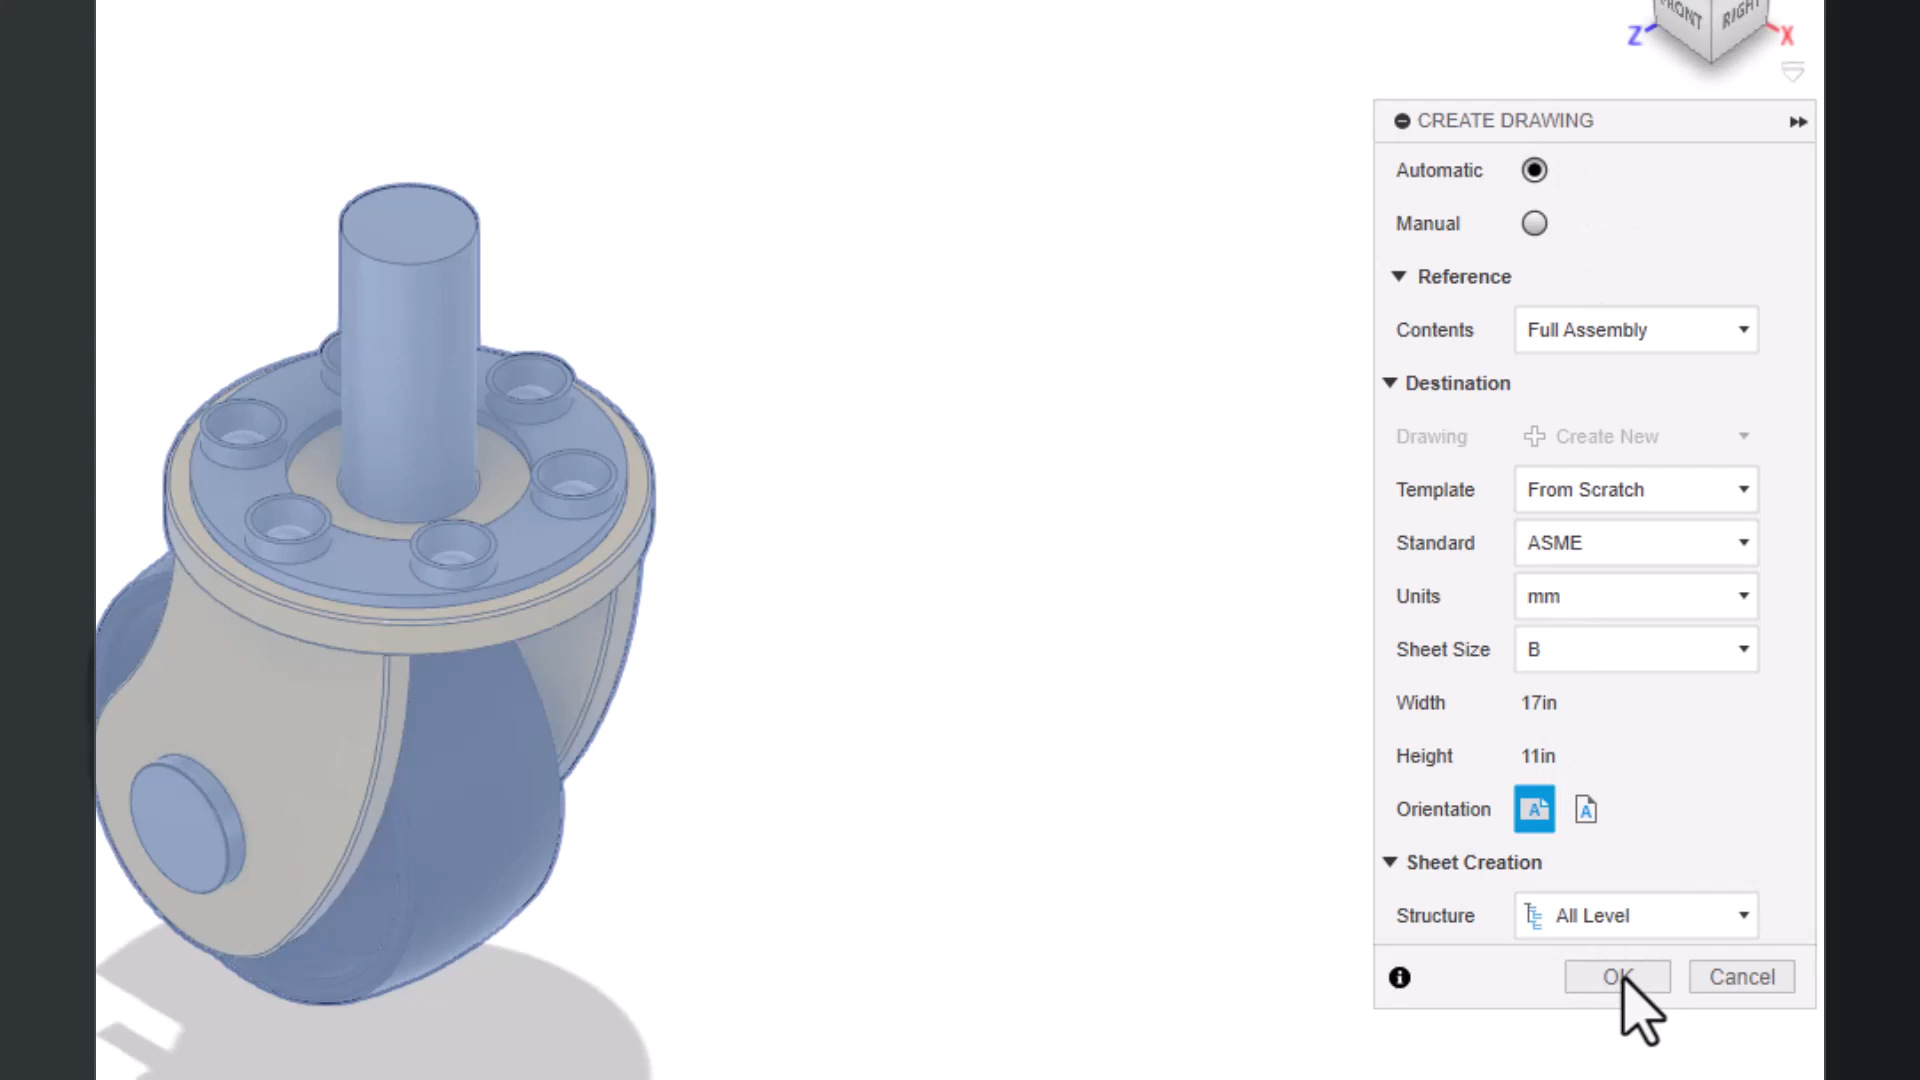 FRONT
RIGHT
Z
X
CREATE DRAWING
Automatic
Manual
Reference
Contents Full Assembly
Destination
Drawing Create New
Template From Scratch
Standard ASME
Units mm
Sheet Size B
Width 17in
Height 11in
Orientation A A
Sheet Creation
Structure All Level
OK Cancel